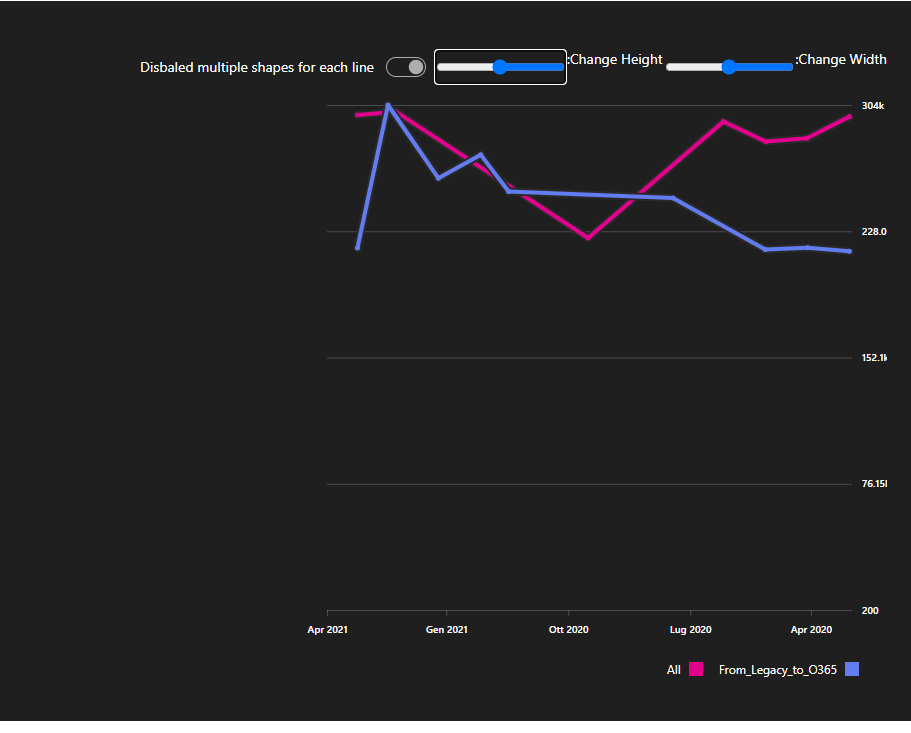 Disbaled multiple shapes for each line
:Change Height
:Change Width
304k
228.0
152.1k
76.15
200
Apr 2021
Gen 2021
Ott 2020
Lug 2020
Apr 2020
All
From_Legacy_to_O365